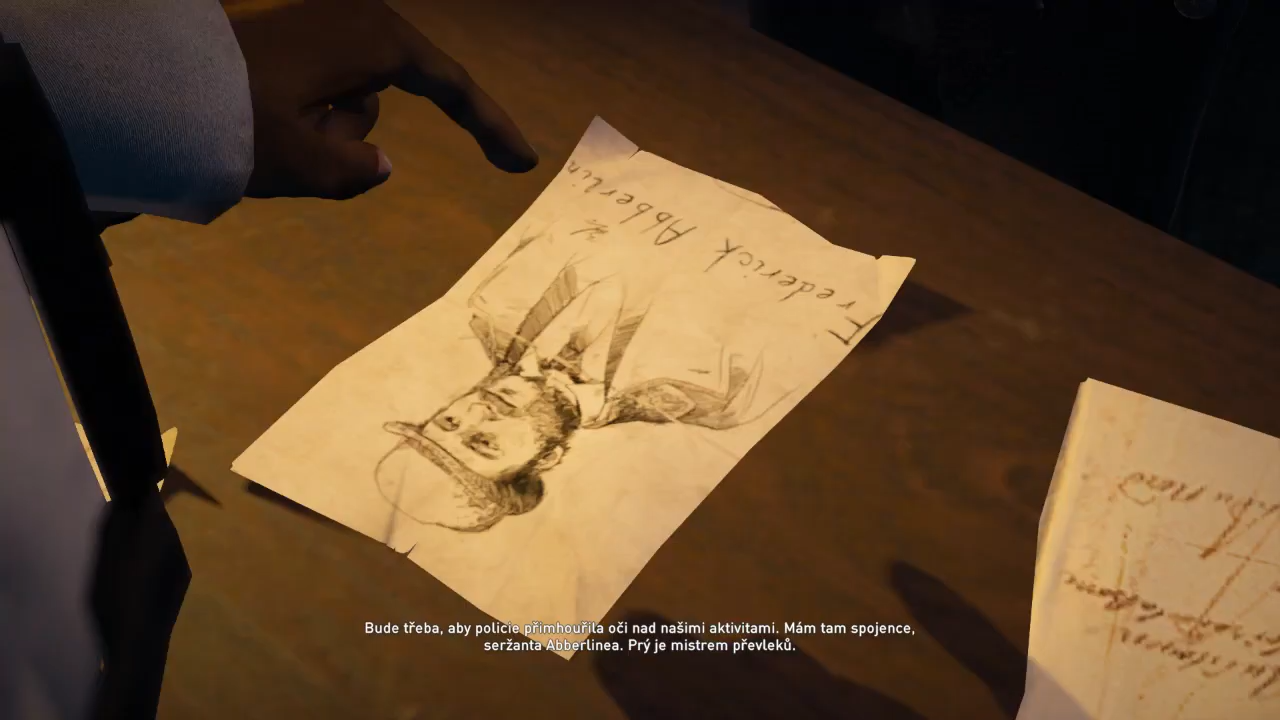 Frederick Abberlin
Bude třeba, aby policie přimhouřila oči nad našimi aktivitami. Mám tam spojence,
seržanta Abberlinea. Prý je mistrem převleků.